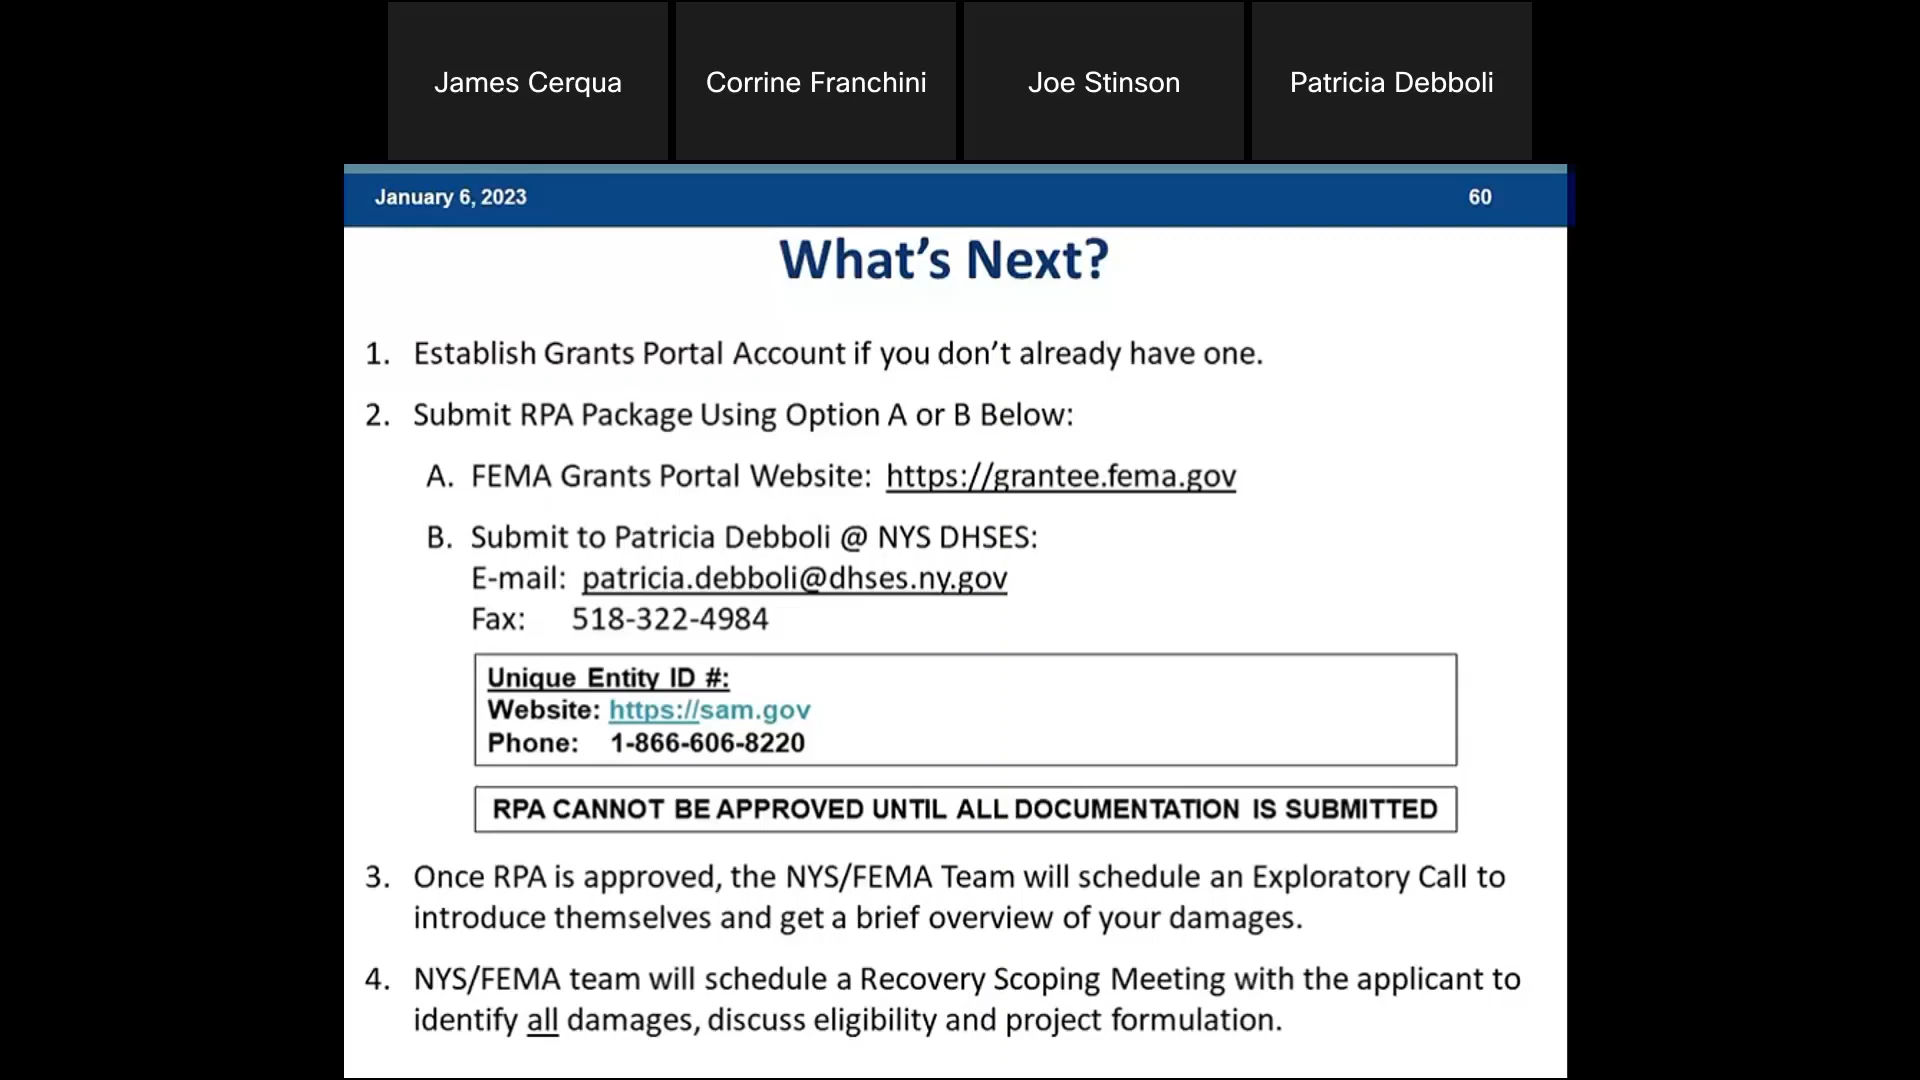 James Cerqua
Corrine Franchini
Joe Stinson
Patricia Debboli
January 6, 2023
60
What's Next?
1. Establish Grants Portal Account if you don't already have one.
2. Submit RPA Package Using Option A or B Below:
A. FEMA Grants Portal Website: https://grantee.fema.gov
B. Submit to Patricia Debboli @ NYS DHSES:
E-mail: patricia.debboli@dhses.ny.gov
Fax: 518-322-4984
Unique Entity ID #:
Website: https://sam.gov
Phone: 1-866-606-8220
RPA CANNOT BE APPROVED UNTIL ALL DOCUMENTATION IS SUBMITTED
3. Once RPA is approved, the NYS/FEMA Team will schedule an Exploratory Call to
introduce themselves and get a brief overview of your damages.
4. NYS/FEMA team will schedule a Recovery Scoping Meeting with the applicant to
identify all damages, discuss eligibility and project formulation.